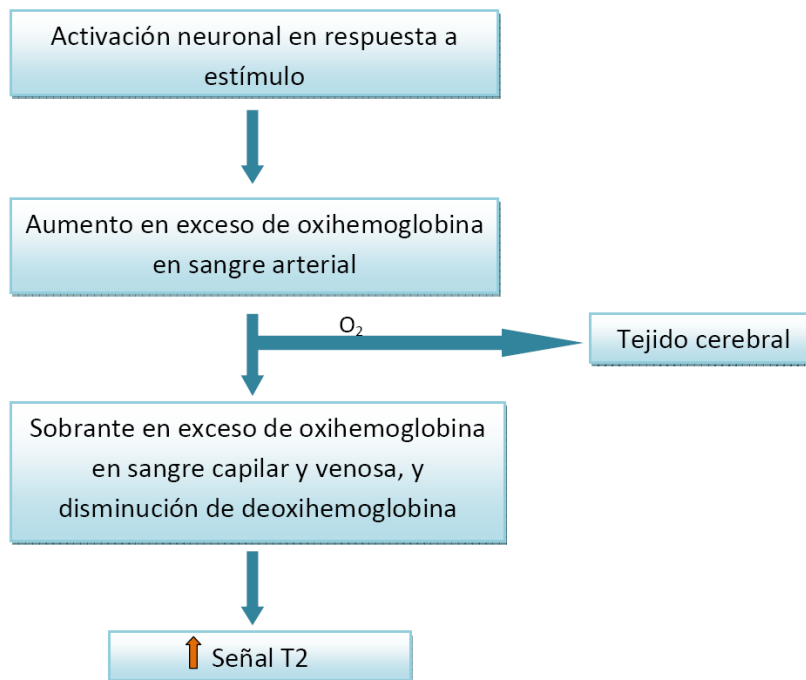 Activación neuronal en respuesta a
estímulo
Aumento en exceso de oxihemoglobina
en sangre arterial
O₂
Tejido cerebral
Sobrante en exceso de oxihemoglobina
en sangre capilar y venosa, y
disminución de deoxihemoglobina
Señal T2